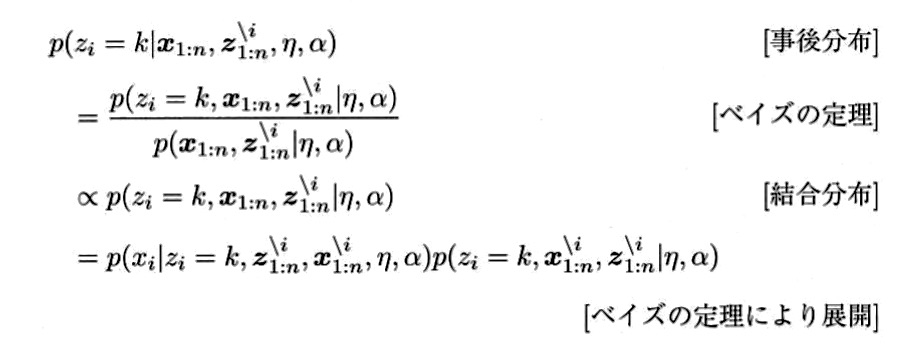 p(z_i = k|x_{1:n}, z_{1:n}^{\i}, η, α) [事後分布]
= \frac{p(z_i = k, x_{1:n}, z_{1:n}^{\i}|η, α)}{p(x_{1:n}, z_{1:n}^{\i}|η, α)} [ベイズの定理]
∝ p(z_i = k, x_{1:n}, z_{1:n}^{\i}|η, α) [結合分布]
= p(x_i|z_i = k, z_{1:n}^{\i}, x_{1:n}^{\i}, η, α)p(z_i = k, x_{1:n}^{\i}, z_{1:n}^{\i}|η, α)
[ベイズの定理により展開]